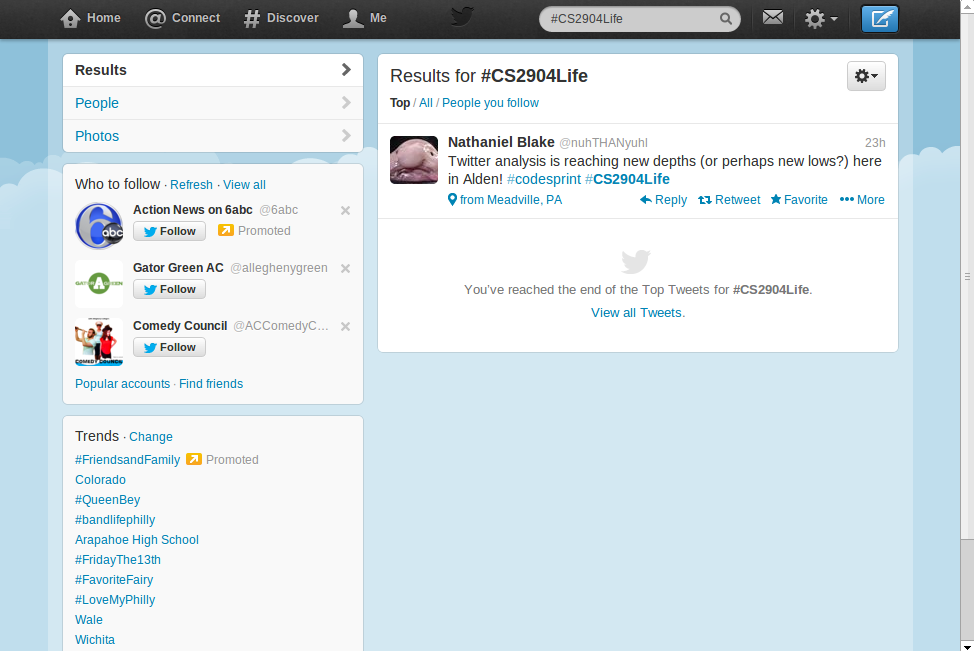 Home Connect Discover Me #CS2904Life
Results
People
Photos
Who to follow · Refresh · View all
Action News on 6abc @6abc
Follow Promoted
Gator Green AC @alleghenygreen
Follow
Comedy Council @ACComedyC...
Follow
Popular accounts · Find friends
Trends · Change
#FriendsandFamily Promoted
Colorado
#QueenBey
#bandlifephilly
Arapahoe High School
#FridayThe13th
#FavoriteFairy
#LoveMyPhilly
Wale
Wichita
Results for #CS2904Life
Top / All / People you follow
Nathaniel Blake @nuhTHANyuhl 23h
Twitter analysis is reaching new depths (or perhaps new lows?) here
in Alden! #codesprint #CS2904Life
from Meadville, PA Reply Retweet Favorite More
You've reached the end of the Top Tweets for #CS2904Life.
View all Tweets.
abc
GATOR A GREEN
COMEDY COUNCIL